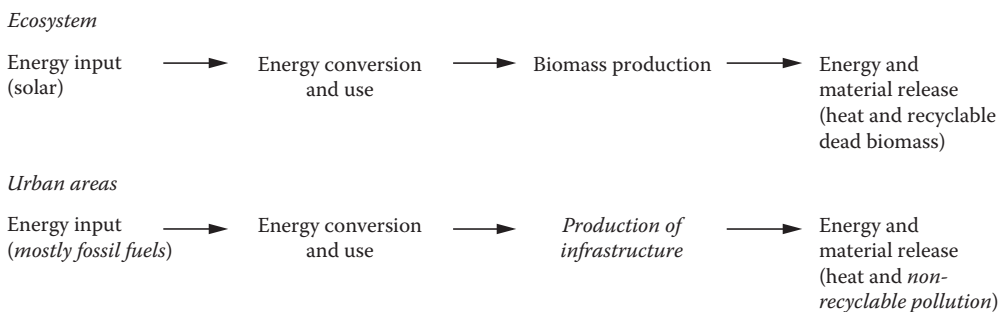 Ecosystem
Energy input
(solar)
Energy conversion
and use
Biomass production
Energy and
material release
(heat and recyclable
dead biomass)
Urban areas
Energy input
(mostly fossil fuels)
Energy conversion
and use
Production of
infrastructure
Energy and
material release
(heat and non-
recyclable pollution)